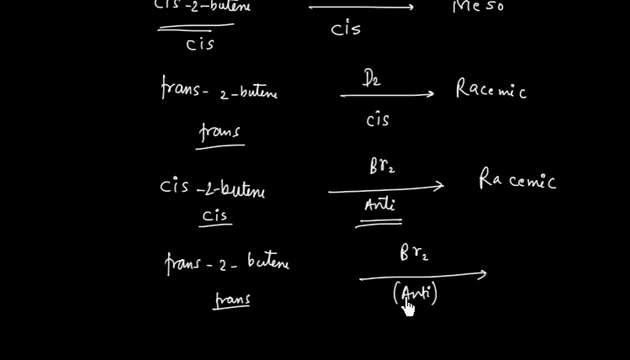 cis-2-butene Meso
cis cis
trans-2-butene D2 Racemic
trans cis
cis-2-butene Br2 Racemic
cis Anti
trans-2-butene Br2
trans (Anti)